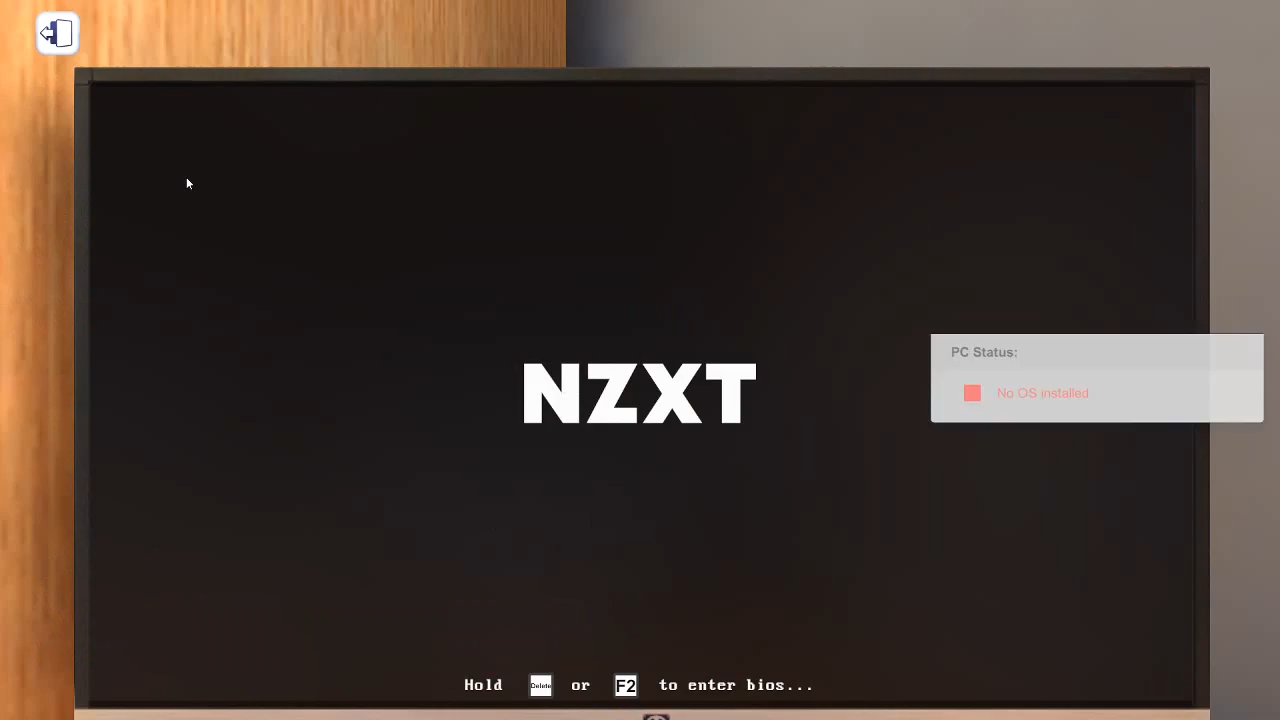 NZXT
PC Status:
No OS installed
Hold Delete or F2 to enter bios...